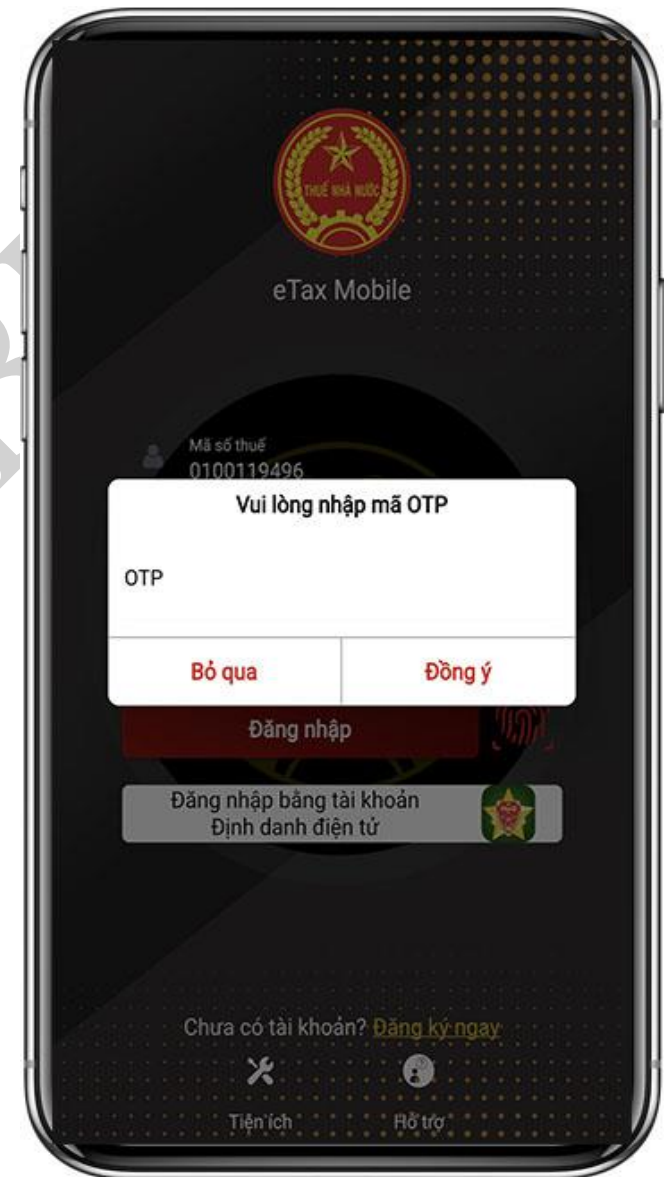 THUẾ NHÀ NƯỚC
eTax Mobile
Mã số thuế
0100119496
Vui lòng nhập mã OTP
OTP
Bỏ qua
Đồng ý
Đăng nhập
Đăng nhập bằng tài khoản
Định danh điện tử
Chưa có tài khoản? Đăng ký ngay
Tiện ích
Hỗ trợ